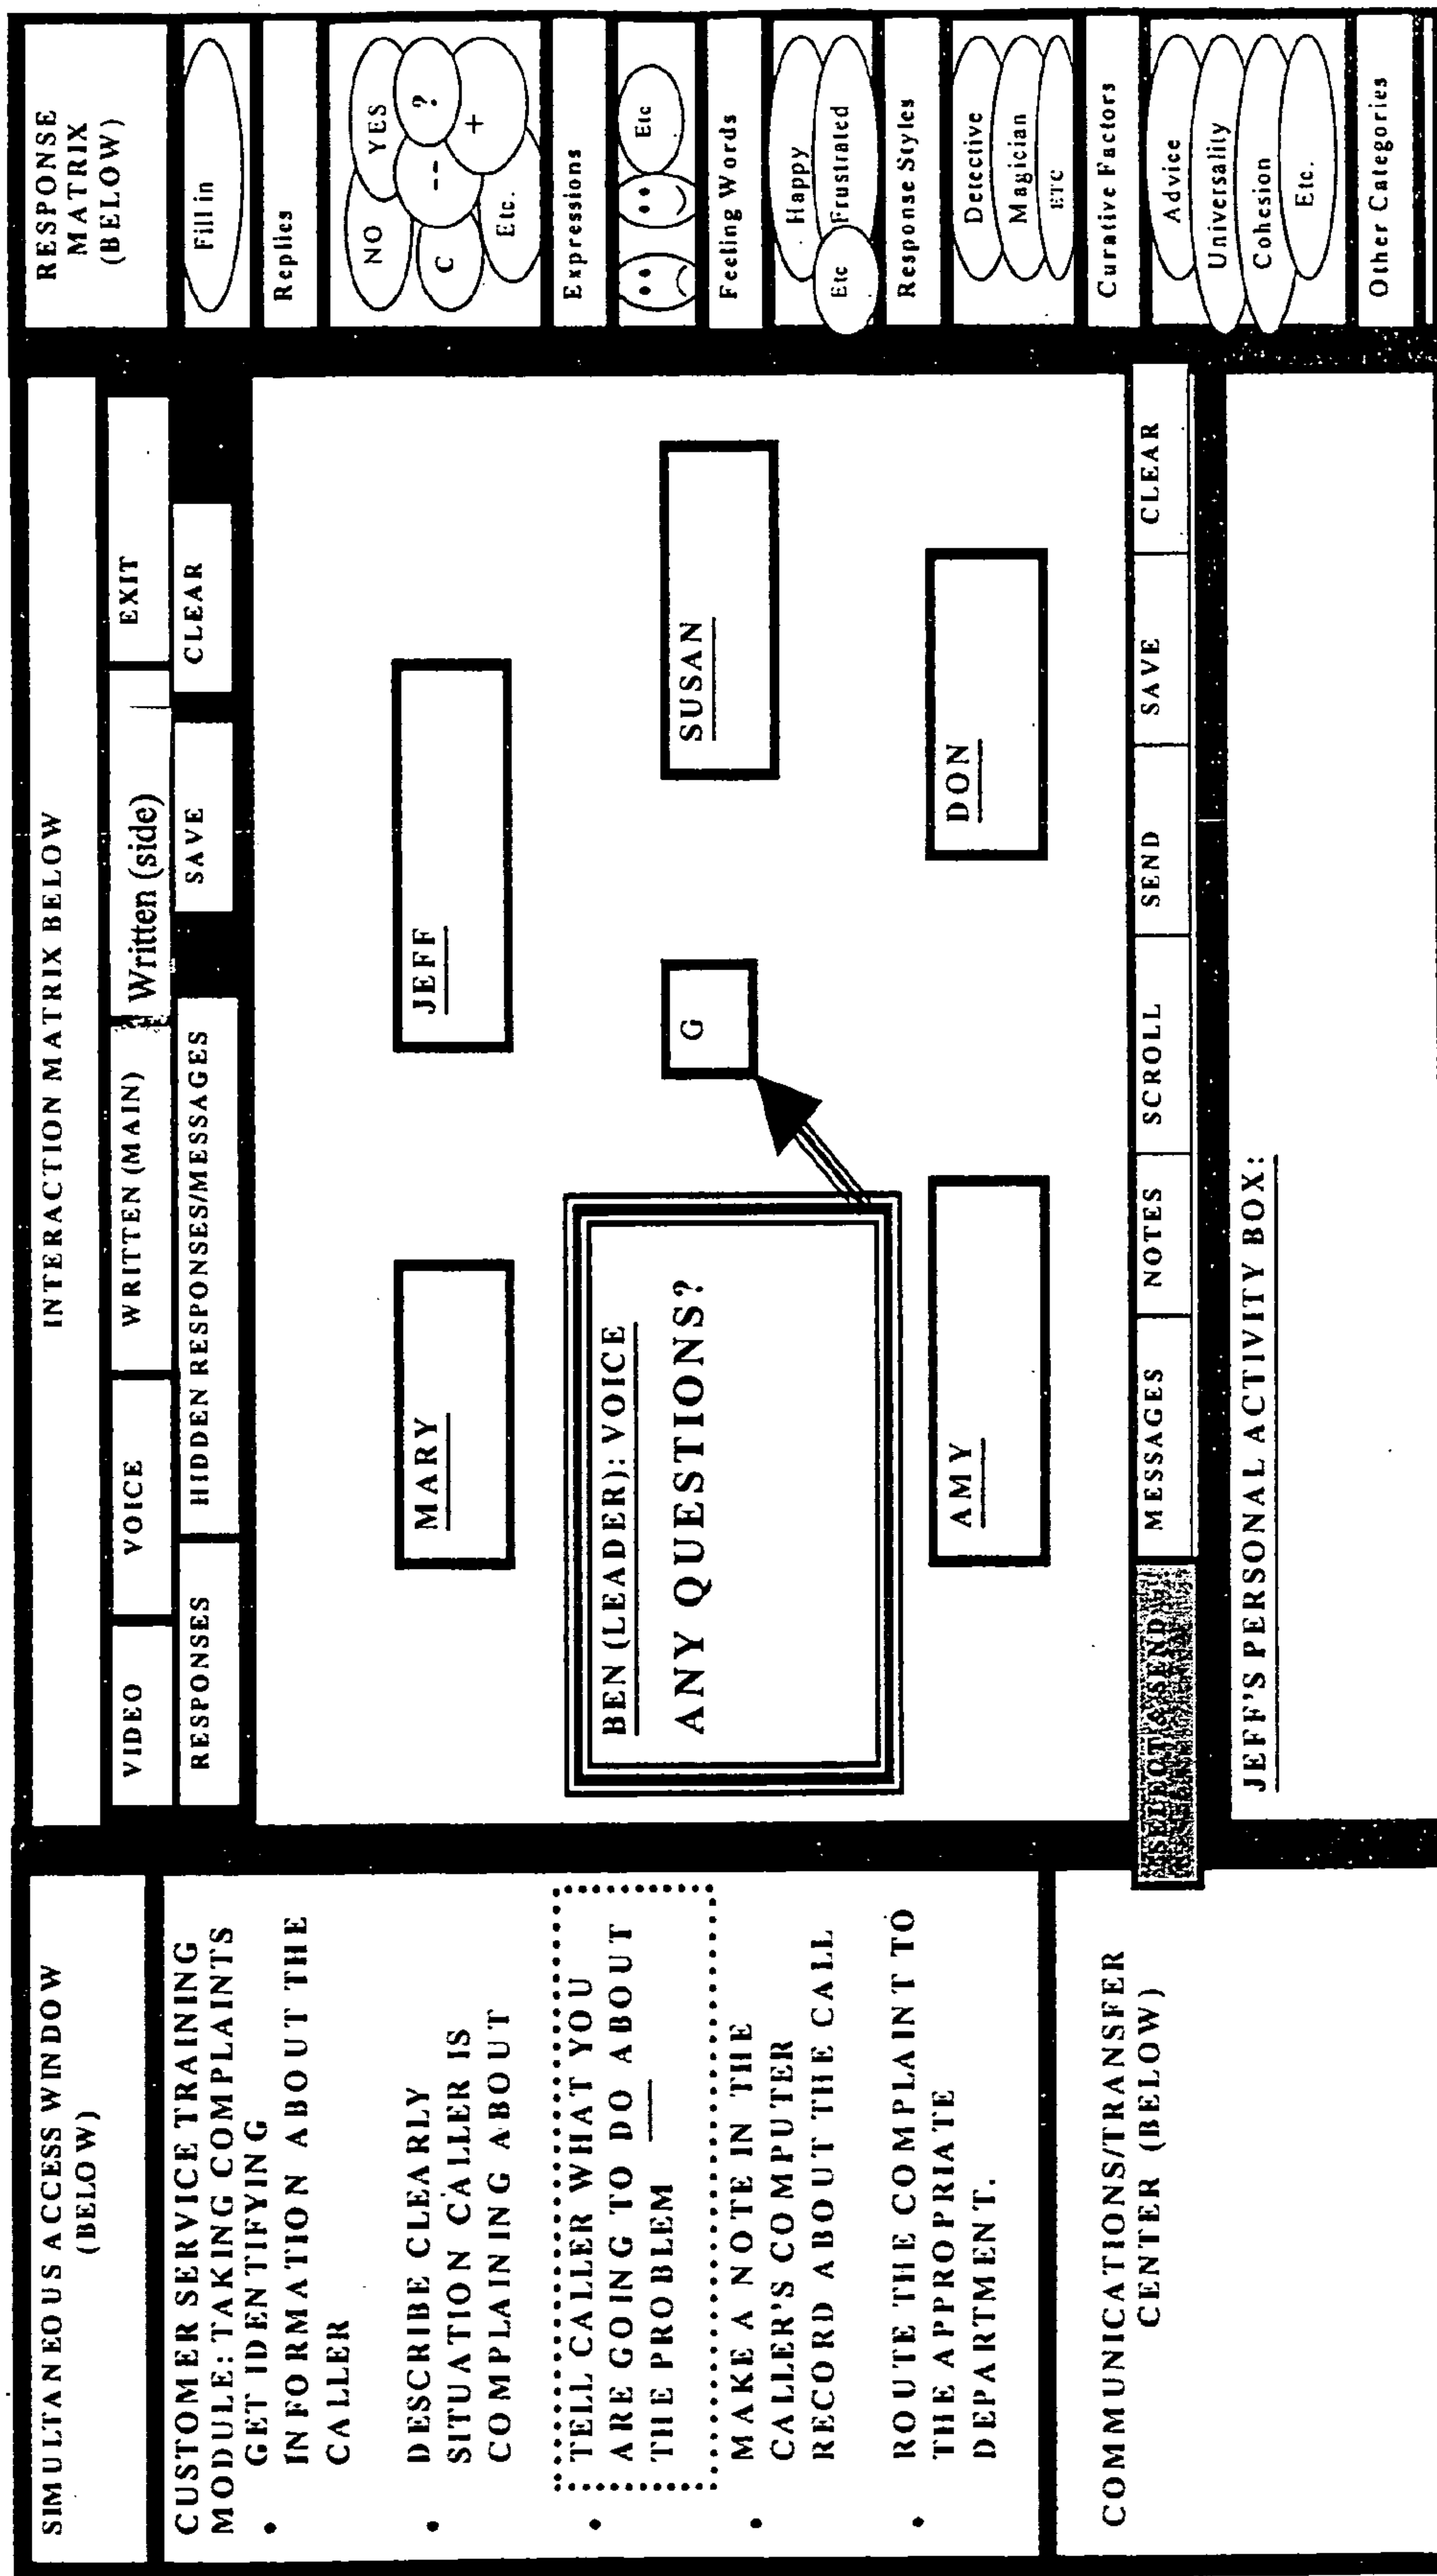 SIMULTANEOUS ACCESS WINDOW
(BELOW)
CUSTOMER SERVICE TRAINING
MODULE: TAKING COMPLAINTS
• GET IDENTIFYING
INFORMATION ABOUT THE
CALLER
• DESCRIBE CLEARLY
SITUATION CALLER IS
COMPLAINING ABOUT
• TELL CALLER WHAT YOU
ARE GOING TO DO ABOUT
THE PROBLEM
• MAKE A NOTE IN THE
CALLER'S COMPUTER
RECORD ABOUT THE CALL
• ROUTE THE COMPLAINT TO
THE APPROPRIATE
DEPARTMENT.
COMMUNICATIONS/TRANSFER
CENTER (BELOW)
INTERACTION MATRIX BELOW
VIDEO VOICE WRITTEN (MAIN) Written (side) EXIT
RESPONSES HIDDEN RESPONSES/MESSAGES SAVE CLEAR
MARY JEFF
BEN (LEADER): VOICE
ANY QUESTIONS?
G
SUSAN
AMY DON
SELECT & SEND MESSAGES NOTES SCROLL SEND SAVE CLEAR
JEFF'S PERSONAL ACTIVITY BOX:
RESPONSE
MATRIX
(BELOW)
Fill in
Replies
NO YES
C -- ?
Etc. +
Expressions
Etc
Feeling Words
Happy
Etc Frustrated
Response Styles
Detective
Magician
ETC
Curative Factors
Advice
Universality
Cohesion
Etc.
Other Categories